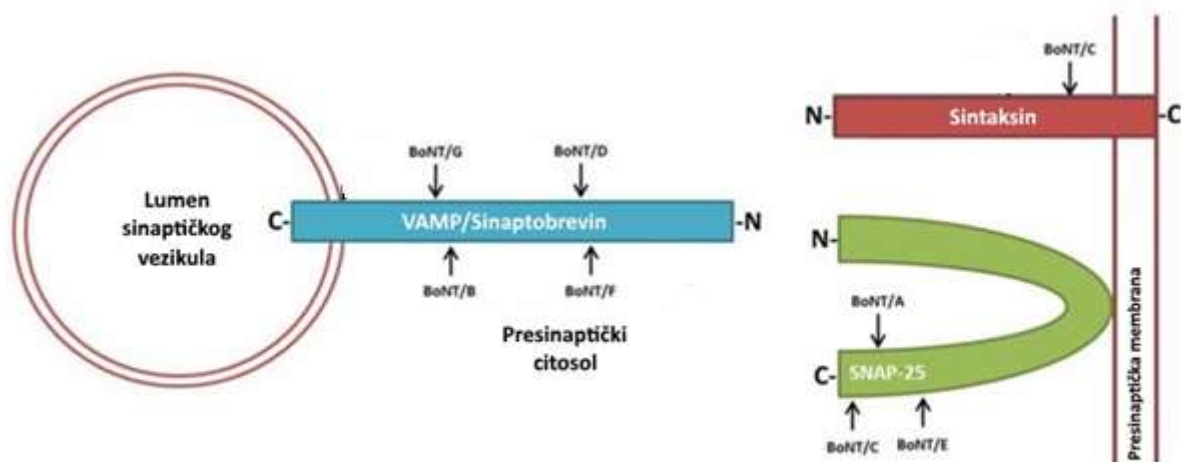 Lumen
sinaptičkog
vezikula
C-
VAMP/Sinaptobrevin
-N
BoNT/G
BoNT/D
BoNT/B
BoNT/F
Presinaptički
citosol
BoNT/C
N-
Sintaksin
-C
N-
BoNT/A
C-
SNAP-25
BoNT/C
BoNT/E
Presinaptička membrana